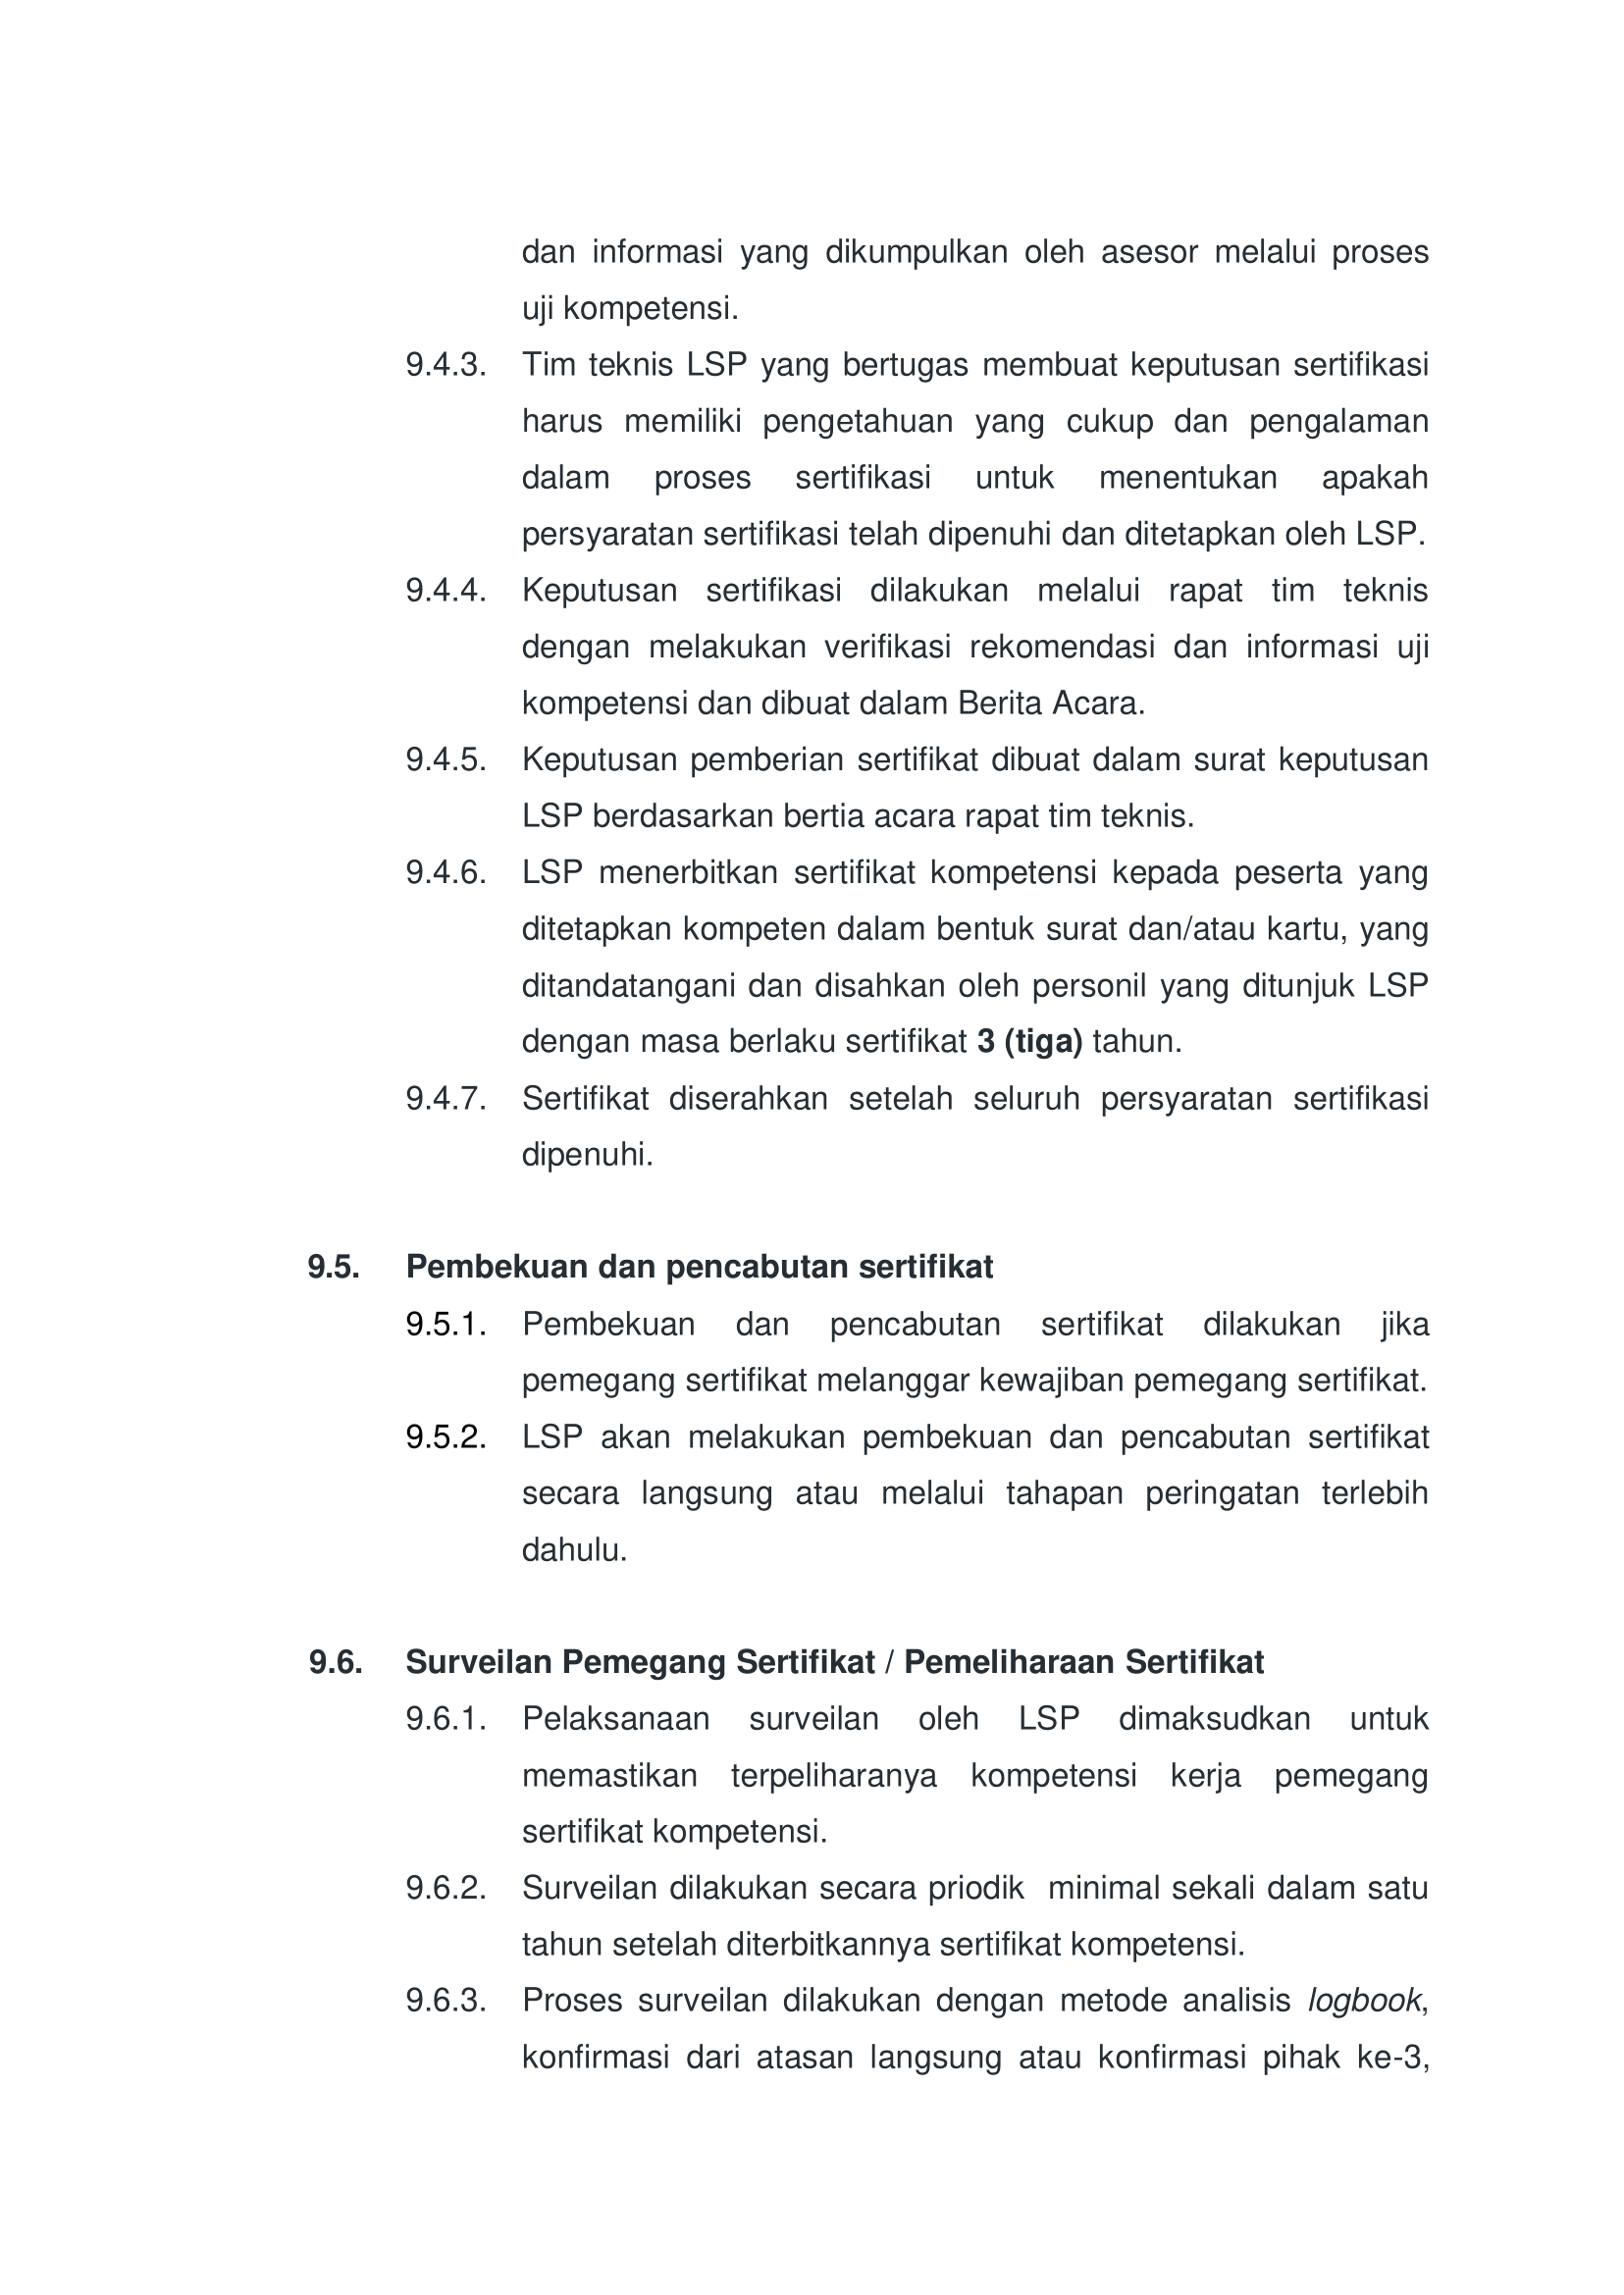 dan informasi yang dikumpulkan oleh asesor melalui proses
uji kompetensi.
9.4.3. Tim teknis LSP yang bertugas membuat keputusan sertifikasi
harus memiliki pengetahuan yang cukup dan pengalaman
dalam proses sertifikasi untuk menentukan apakah
persyaratan sertifikasi telah dipenuhi dan ditetapkan oleh LSP.
9.4.4. Keputusan sertifikasi dilakukan melalui rapat tim teknis
dengan melakukan verifikasi rekomendasi dan informasi uji
kompetensi dan dibuat dalam Berita Acara.
9.4.5. Keputusan pemberian sertifikat dibuat dalam surat keputusan
LSP berdasarkan bertia acara rapat tim teknis.
9.4.6. LSP menerbitkan sertifikat kompetensi kepada peserta yang
ditetapkan kompeten dalam bentuk surat dan/atau kartu, yang
ditandatangani dan disahkan oleh personil yang ditunjuk LSP
dengan masa berlaku sertifikat 3 (tiga) tahun.
9.4.7. Sertifikat diserahkan setelah seluruh persyaratan sertifikasi
dipenuhi.
9.5. Pembekuan dan pencabutan sertifikat
9.5.1. Pembekuan dan pencabutan sertifikat dilakukan jika
pemegang sertifikat melanggar kewajiban pemegang sertifikat.
9.5.2. LSP akan melakukan pembekuan dan pencabutan sertifikat
secara langsung atau melalui tahapan peringatan terlebih
dahulu.
9.6. Surveilan Pemegang Sertifikat / Pemeliharaan Sertifikat
9.6.1. Pelaksanaan surveilan oleh LSP dimaksudkan untuk
memastikan terpeliharanya kompetensi kerja pemegang
sertifikat kompetensi.
9.6.2. Surveilan dilakukan secara priodik  minimal sekali dalam satu
tahun setelah diterbitkannya sertifikat kompetensi.
9.6.3. Proses surveilan dilakukan dengan metode analisis logbook,
konfirmasi dari atasan langsung atau konfirmasi pihak ke-3,